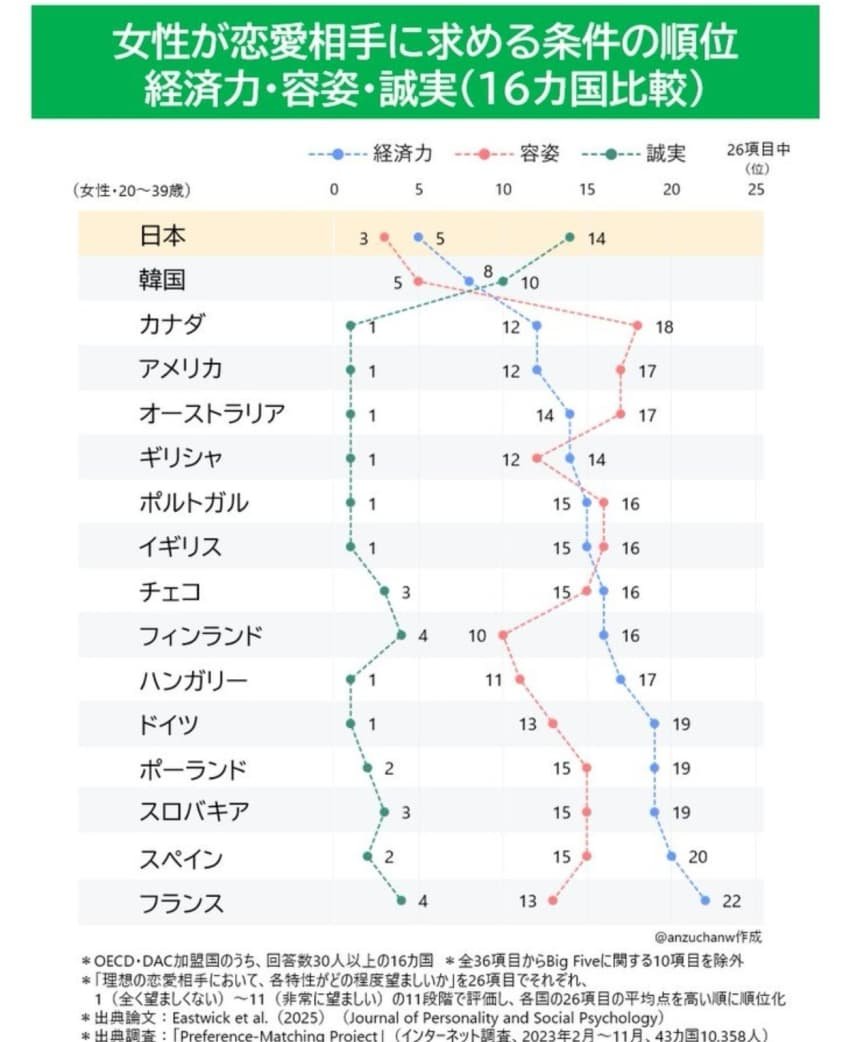 女性が恋愛相手に求める条件の順位
経済力・容姿・誠実（16カ国比較）
経済力 容姿 誠実 26項目中
（位）
（女性・20〜39歳） 0 5 10 15 20 25
日本 3 5 14
韓国 5 8 10
カナダ 1 12 18
アメリカ 1 12 17
オーストラリア 1 14 17
ギリシャ 1 12 14
ポルトガル 1 15 16
イギリス 1 15 16
チェコ 3 15 16
フィンランド 4 10 16
ハンガリー 1 11 17
ドイツ 1 13 19
ポーランド 2 15 19
スロバキア 3 15 19
スペイン 2 15 20
フランス 4 13 22
@anzuchanw作成
＊OECD・DAC加盟国のうち、回答数30人以上の16カ国 ＊全36項目からBig Fiveに関する10項目を除外
＊「理想の恋愛相手において、各特性がどの程度望ましいか」を26項目でそれぞれ、
1（全く望ましくない）〜11（非常に望ましい）の11段階で評価し、各国の26項目の平均点を高い順に順位化
＊出典論文：Eastwick et al.（2025）（Journal of Personality and Social Psychology）
＊出典調査：「Preference-Matching Project」（インターネット調査、2023年2月〜11月、43カ国10,358人）